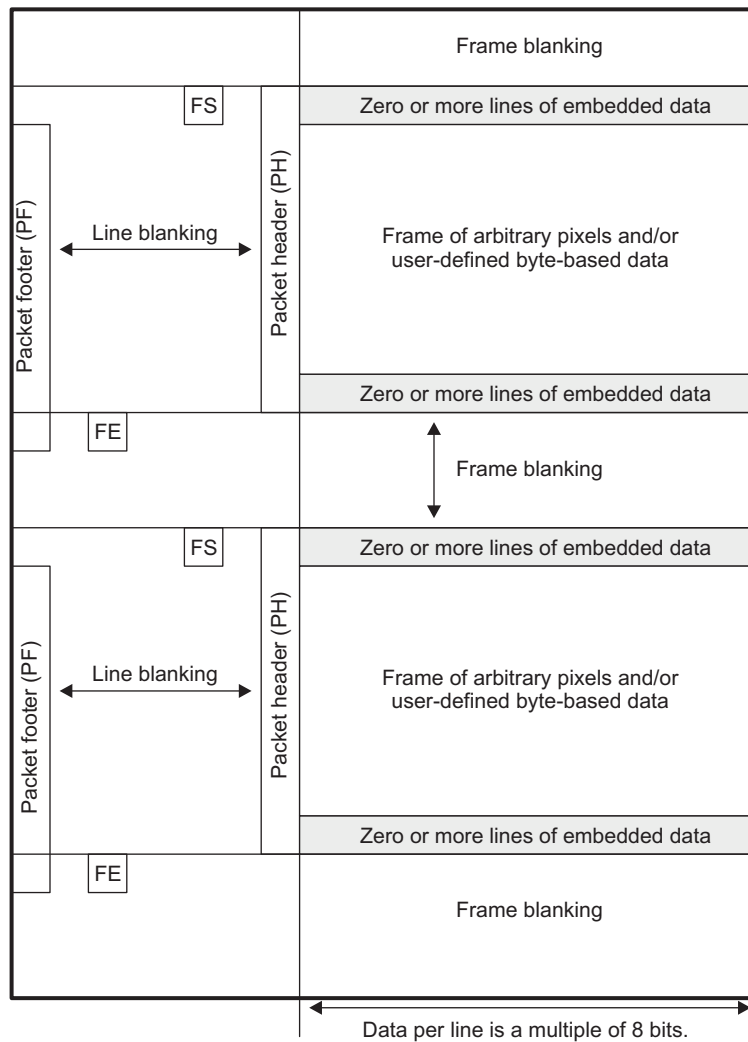 Frame blanking
FS
Zero or more lines of embedded data
Packet footer (PF)
Line blanking
Packet header (PH)
Frame of arbitrary pixels and/or
user-defined byte-based data
Zero or more lines of embedded data
FE
Frame blanking
FS
Zero or more lines of embedded data
Packet footer (PF)
Line blanking
Packet header (PH)
Frame of arbitrary pixels and/or
user-defined byte-based data
Zero or more lines of embedded data
FE
Frame blanking
Data per line is a multiple of 8 bits.